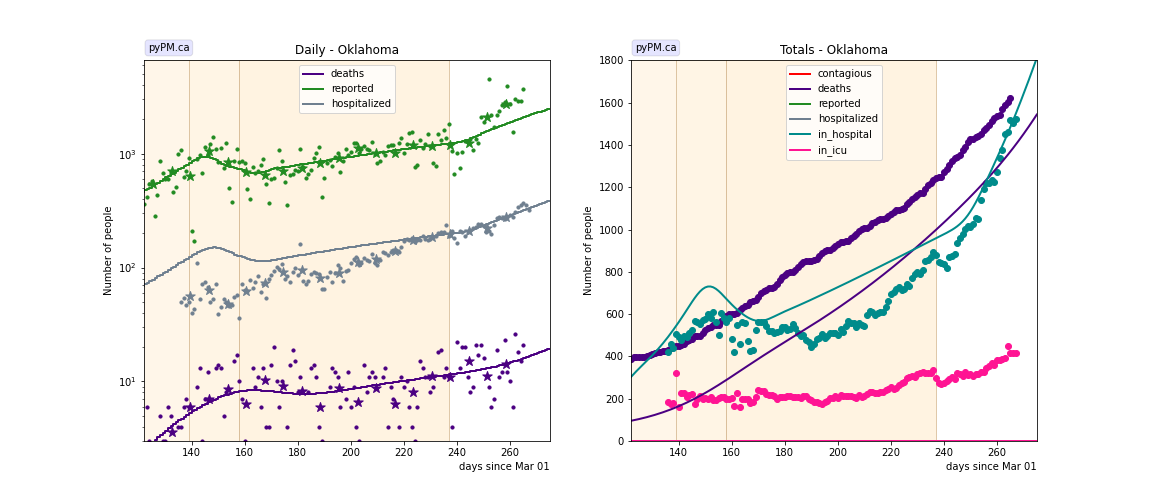 pyPM.ca
Daily - Oklahoma
deaths
reported
hospitalized
Number of people
10³
10²
10¹
140 160 180 200 220 240 260
days since Mar 01
pyPM.ca
Totals - Oklahoma
contagious
deaths
reported
hospitalized
in_hospital
in_icu
Number of people
1800
1600
1400
1200
1000
800
600
400
200
0
140 160 180 200 220 240 260
days since Mar 01